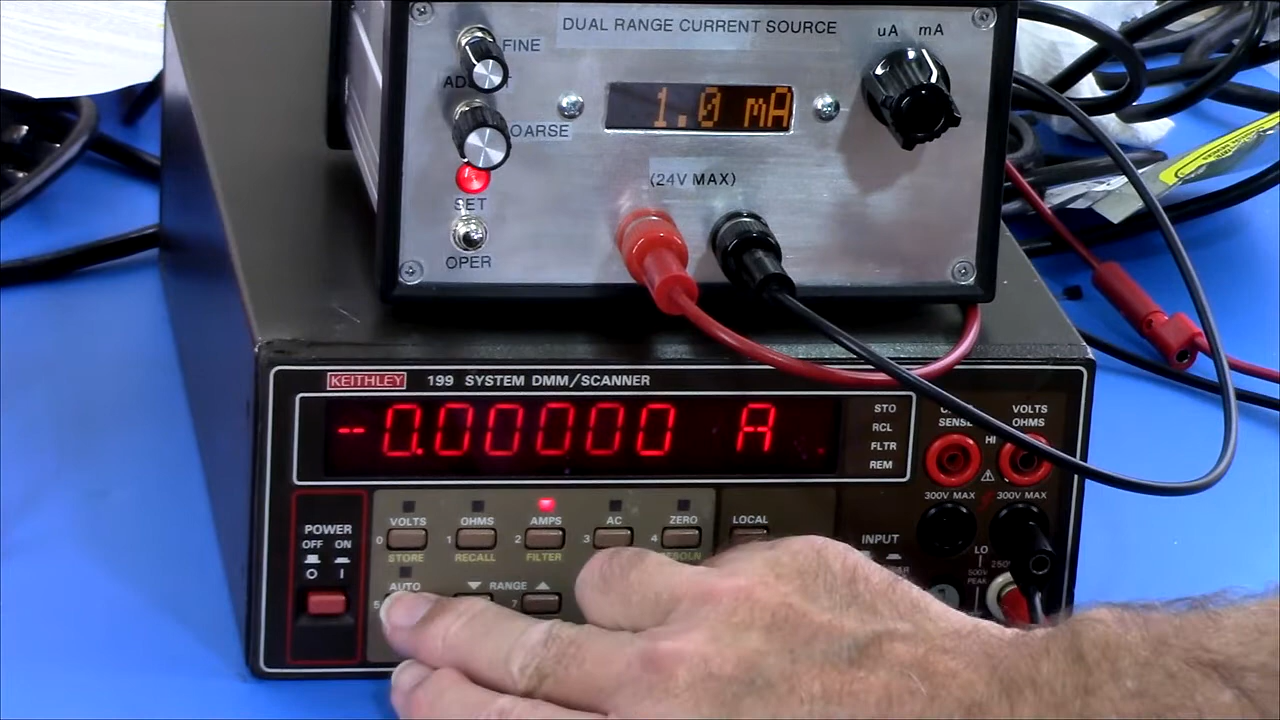 DUAL RANGE CURRENT SOURCE
FINE
uA mA
1.0 mA
OARSE
(24V MAX)
SET
OPER
KEITHLEY 199 SYSTEM DMM/SCANNER
-0.00000 A
STO
RCL
FLTR
REM
SENSE
VOLTS
OHMS
HI
300V MAX 300V MAX
POWER
OFF ON
O I
VOLTS OHMS AMPS AC ZERO LOCAL
0 1 2 3 4
STORE RECALL FILTER
AUTO RANGE
5 7
INPUT
LO